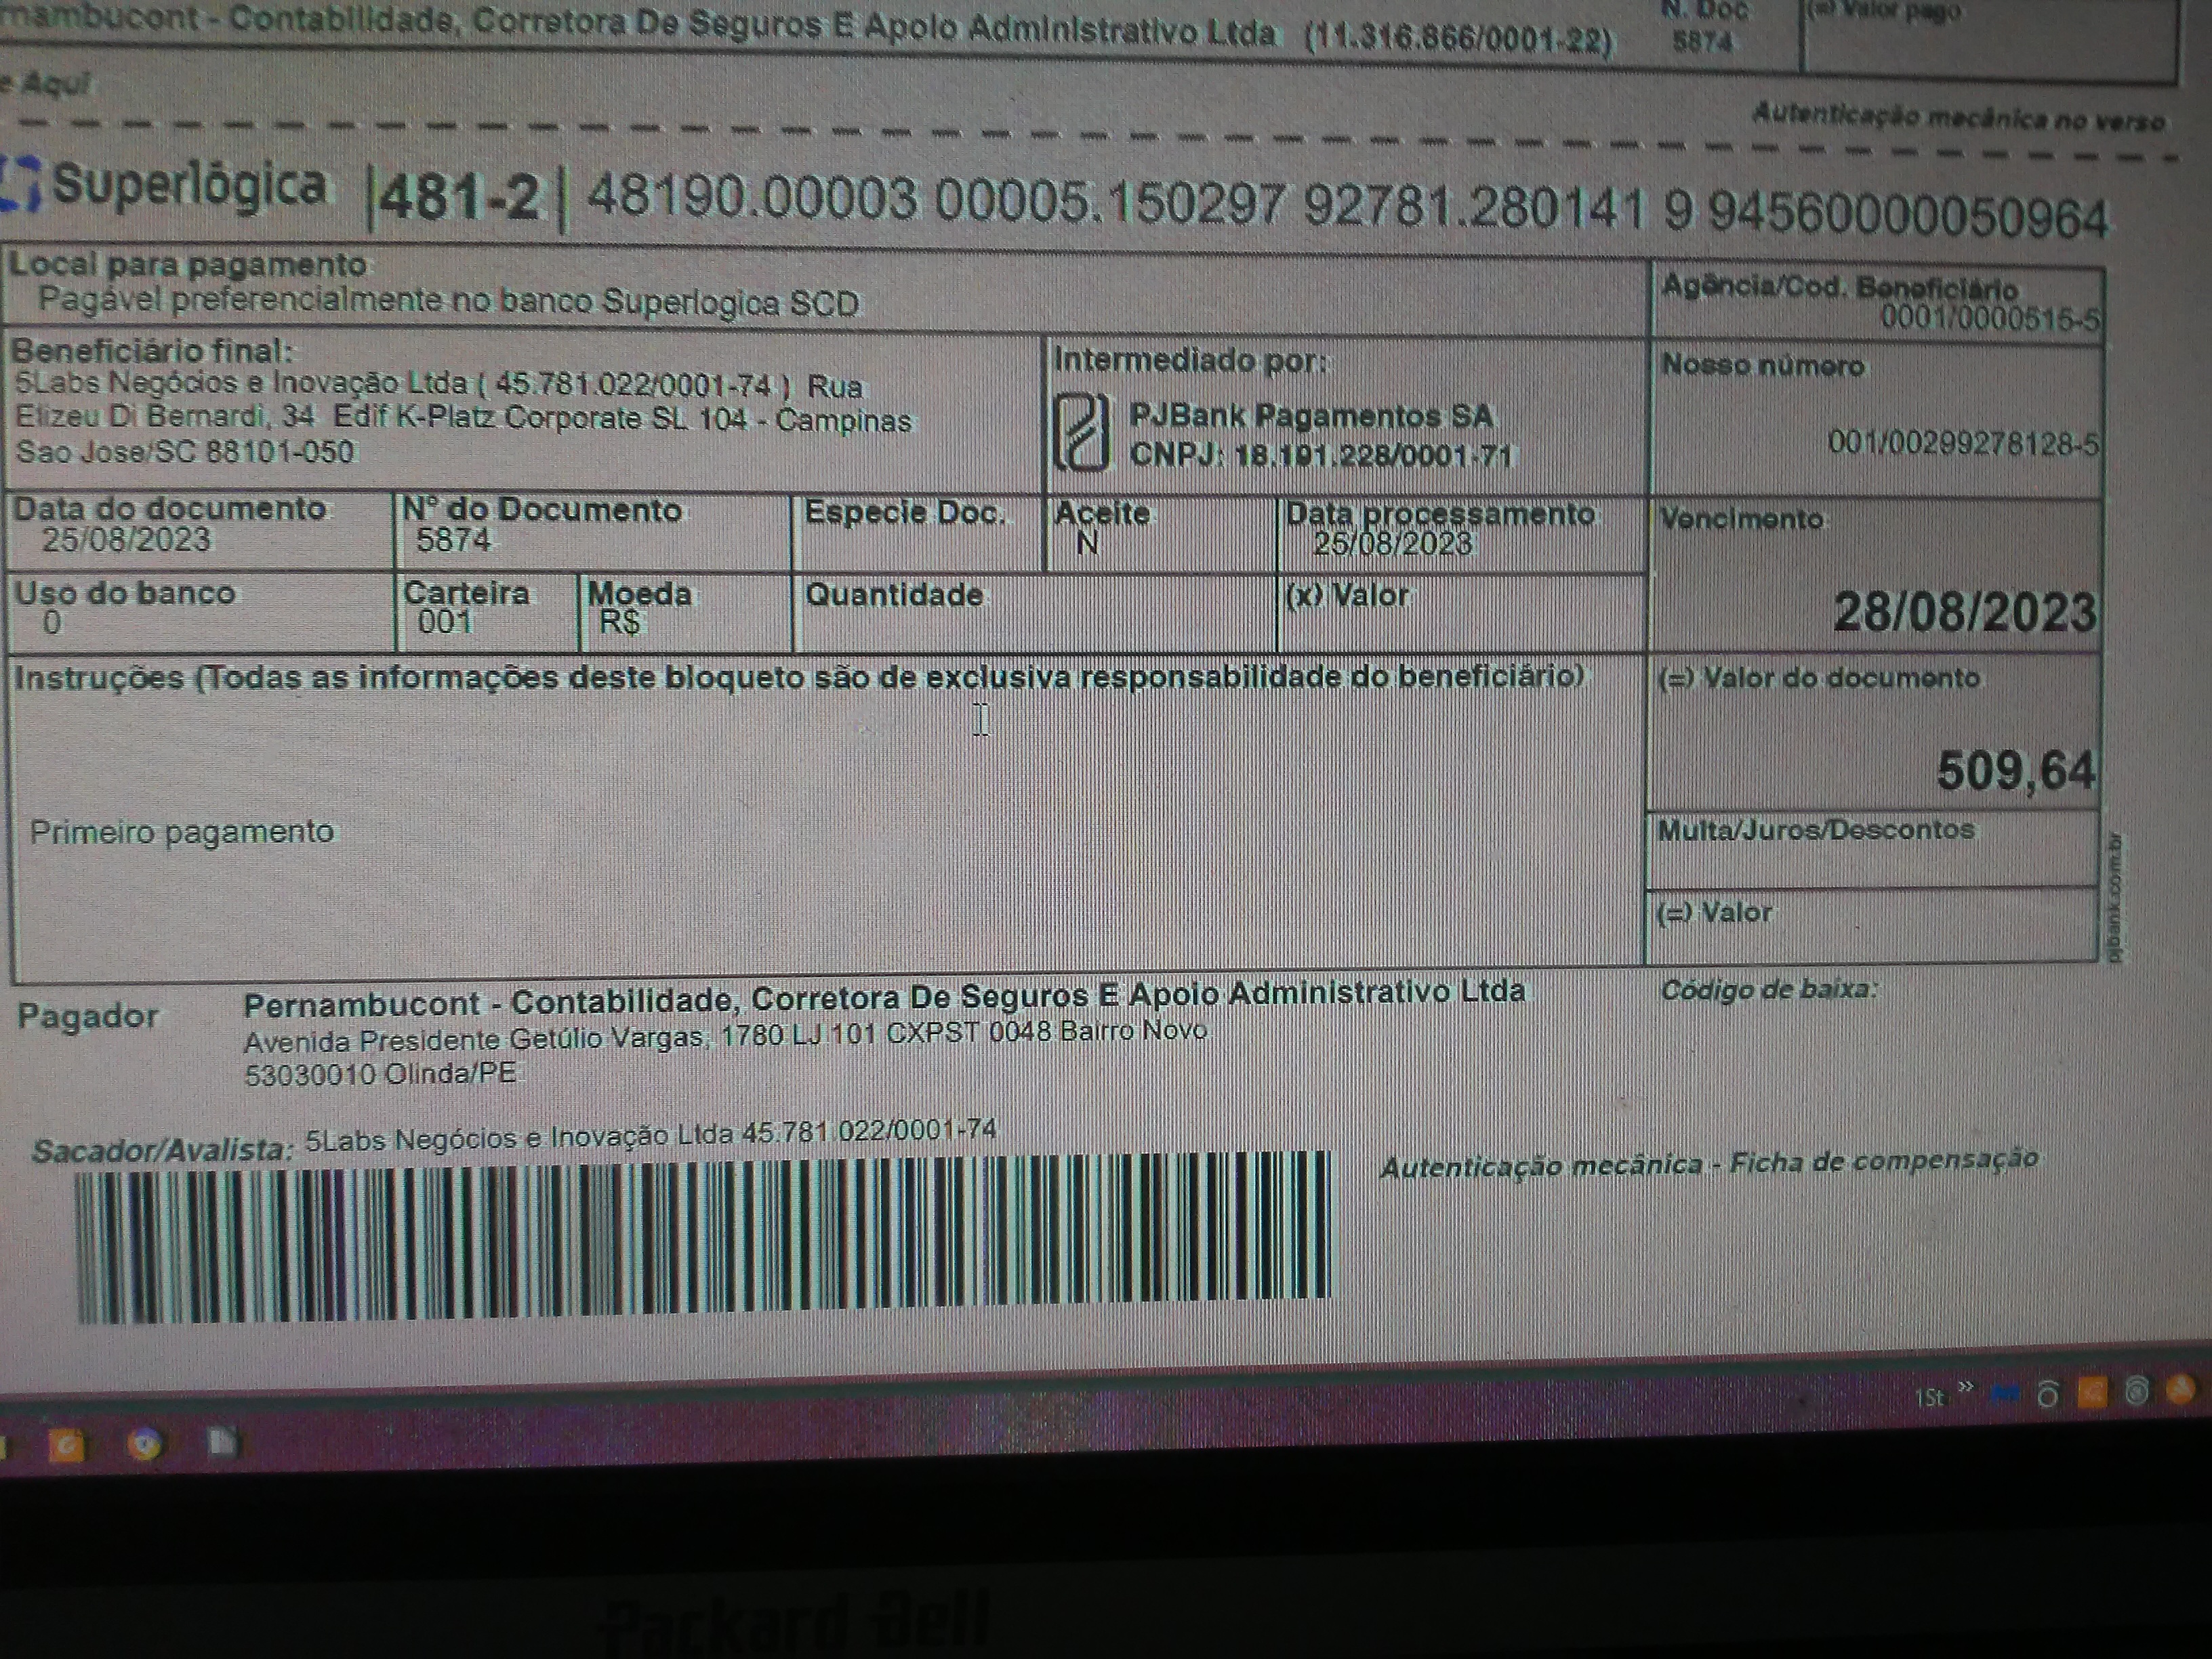 nambucont - Contabilidade, Corretora De Seguros E Apoio Administrativo Ltda (11.316.866/0001-22)
N. Doc
5874
(=) Valor pago
e Aqui
Autenticação mecânica no verso
Superlógica |481-2| 48190.00003 00005.150297 92781.280141 9 94560000050964
Local para pagamento
Pagável preferencialmente no banco Superlogica SCD
Agência/Cod. Beneficiário
0001/0000515-5
Beneficiário final:
5Labs Negócios e Inovação Ltda ( 45.781.022/0001-74 ) Rua
Elizeu Di Bernardi, 34 Edif K-Platz Corporate SL 104 - Campinas
Sao Jose/SC 88101-050
Intermediado por:
PJBank Pagamentos SA
CNPJ: 18.191.228/0001-71
Nosso número
001/00299278128-5
Data do documento
25/08/2023
Nº do Documento
5874
Especie Doc.
Aceite
N
Data processamento
25/08/2023
Vencimento
28/08/2023
Uso do banco
0
Carteira
001
Moeda
R$
Quantidade
(x) Valor
Instruções (Todas as informações deste bloqueto são de exclusiva responsabilidade do beneficiário)
Primeiro pagamento
(=) Valor do documento
509,64
Multa/Juros/Descontos
(=) Valor
pjbank.com.br
Pagador
Pernambucont - Contabilidade, Corretora De Seguros E Apoio Administrativo Ltda
Avenida Presidente Getúlio Vargas, 1780 LJ 101 CXPST 0048 Bairro Novo
53030010 Olinda/PE
Código de baixa:
Sacador/Avalista: 5Labs Negócios e Inovação Ltda 45.781.022/0001-74
Autenticação mecânica - Ficha de compensação
15t »
Packard Bell